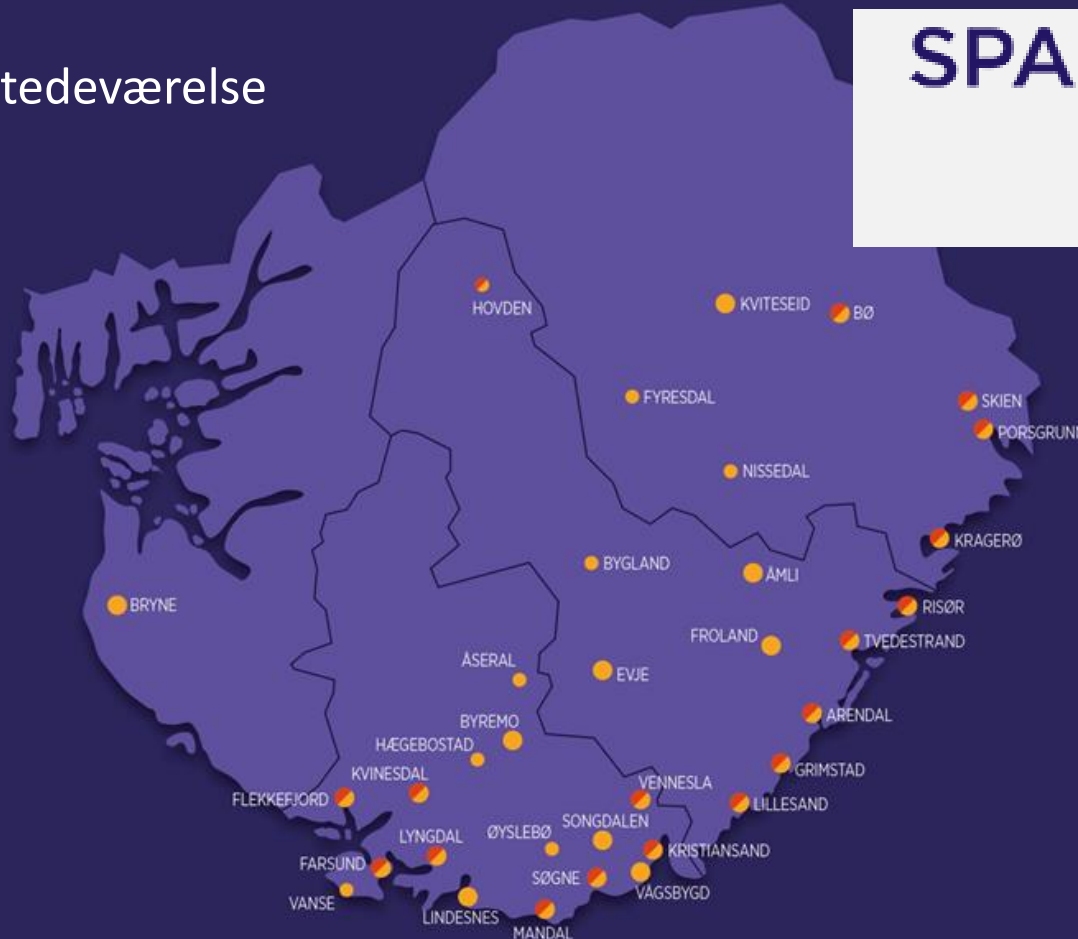 tedeværelse
SPA
HOVDEN
KVITESEID
BØ
FYRESDAL
SKIEN
PORSGRUNN
NISSEDAL
KRAGERØ
BYGLAND
ÅMLI
BRYNE
RISØR
FROLAND
TVEDESTRAND
ÅSERAL
EVJE
ARENDAL
BYREMO
HÆGEBOSTAD
GRIMSTAD
KVINESDAL
VENNESLA
FLEKKEFJORD
LILLESAND
SONGDALEN
ØYSLEBØ
LYNGDAL
KRISTIANSAND
FARSUND
SØGNE
VÅGSBYGD
VANSE
LINDESNES
MANDAL